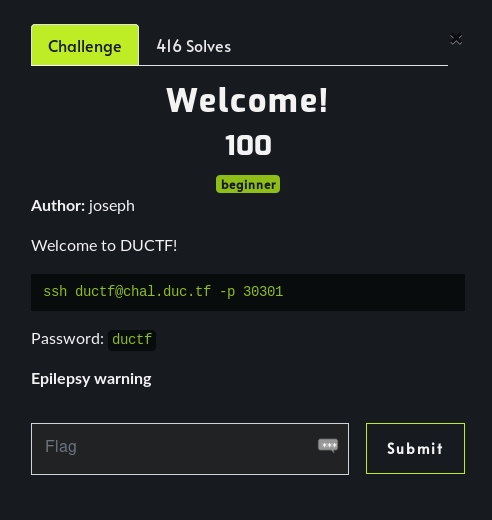 Challenge
416 Solves
Welcome!
100
beginner
Author: joseph
Welcome to DUCTF!
ssh ductf@chal.duc.tf -p 30301
Password: ductf
Epilepsy warning
Flag
Submit